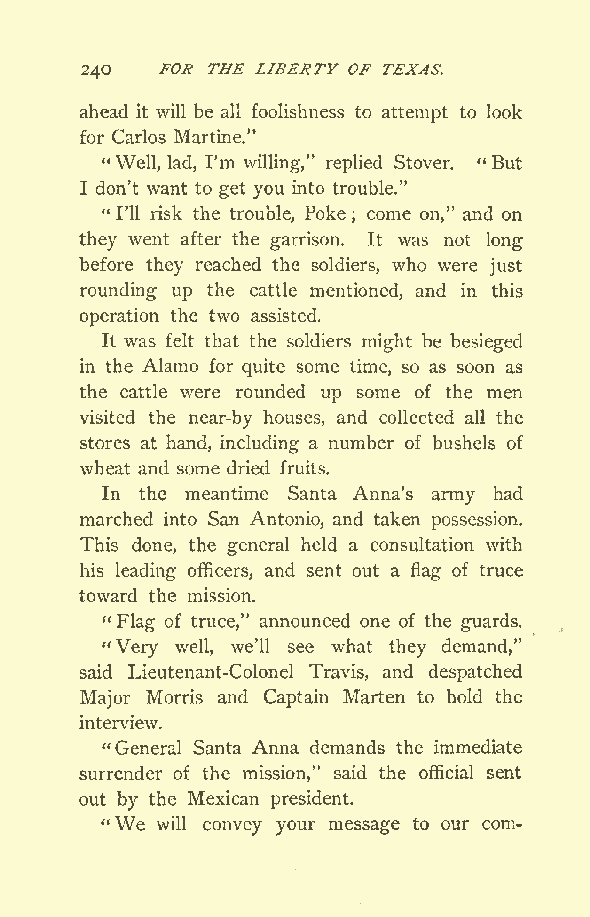 240 FOR THE LIBERTY OF TEXAS.
ahead it will be all foolishness to attempt to look
for Carlos Martine."
"Well, lad, I'm willing," replied Stover. "But
I don't want to get you into trouble."
"I'll risk the trouble, Poke; come on," and on
they went after the garrison. It was not long
before they reached the soldiers, who were just
rounding up the cattle mentioned, and in this
operation the two assisted.
It was felt that the soldiers might be besieged
in the Alamo for quite some time, so as soon as
the cattle were rounded up some of the men
visited the near-by houses, and collected all the
stores at hand, including a number of bushels of
wheat and some dried fruits.
In the meantime Santa Anna's army had
marched into San Antonio, and taken possession.
This done, the general held a consultation with
his leading officers, and sent out a flag of truce
toward the mission.
"Flag of truce," announced one of the guards.
"Very well, we'll see what they demand,"
said Lieutenant-Colonel Travis, and despatched
Major Morris and Captain Marten to hold the
interview.
"General Santa Anna demands the immediate
surrender of the mission," said the official sent
out by the Mexican president.
"We will convey your message to our com-